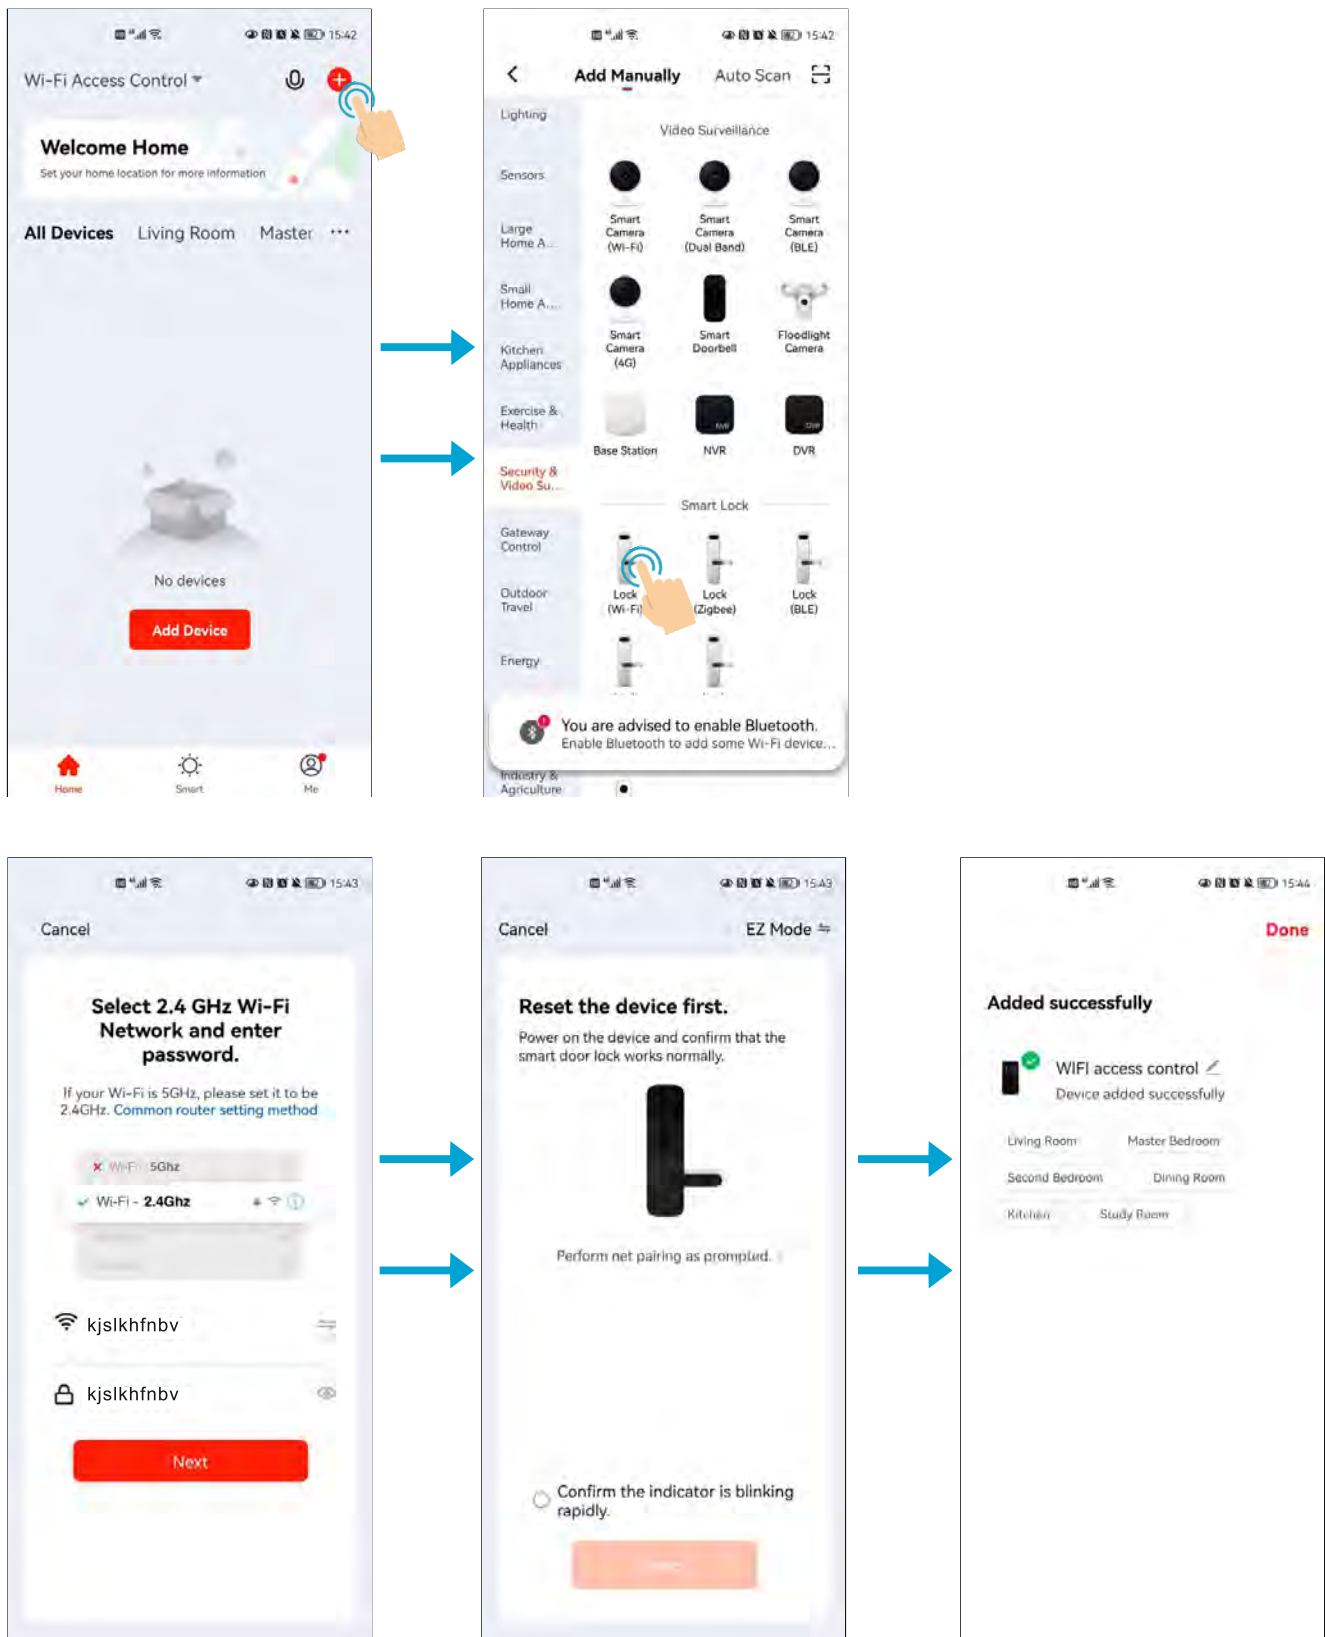 15:42
Wi-Fi Access Control
Welcome Home
Set your home location for more information
All Devices Living Room Master ...
No devices
Add Device
Home Smart Me
15:42
Add Manually Auto Scan
Lighting
Sensors
Large
Home A...
Small
Home A...
Kitchen
Appliances
Exercise &
Health
Security &
Video Su...
Gateway
Control
Outdoor
Travel
Energy
Industry &
Agriculture
Video Surveillance
Smart
Camera
(Wi-Fi)
Smart
Camera
(Dual Band)
Smart
Camera
(BLE)
Smart
Camera
(4G)
Smart
Doorbell
Floodlight
Camera
Base Station
NVR
DVR
Smart Lock
Lock
(Wi-Fi)
Lock
(Zigbee)
Lock
(BLE)
You are advised to enable Bluetooth.
Enable Bluetooth to add some Wi-Fi device...
15:43
Cancel
Select 2.4 GHz Wi-Fi
Network and enter
password.
If your Wi-Fi is 5GHz, please set it to be
2.4GHz. Common router setting method
Wi-Fi - 5Ghz
Wi-Fi - 2.4Ghz
kjslkhfnbv
kjslkhfnbv
Next
15:43
Cancel EZ Mode
Reset the device first.
Power on the device and confirm that the
smart door lock works normally.
Perform net pairing as prompted.
Confirm the indicator is blinking
rapidly.
15:44
Done
Added successfully
WIFI access control
Device added successfully
Living Room Master Bedroom
Second Bedroom Dining Room
Kitchen Study Room